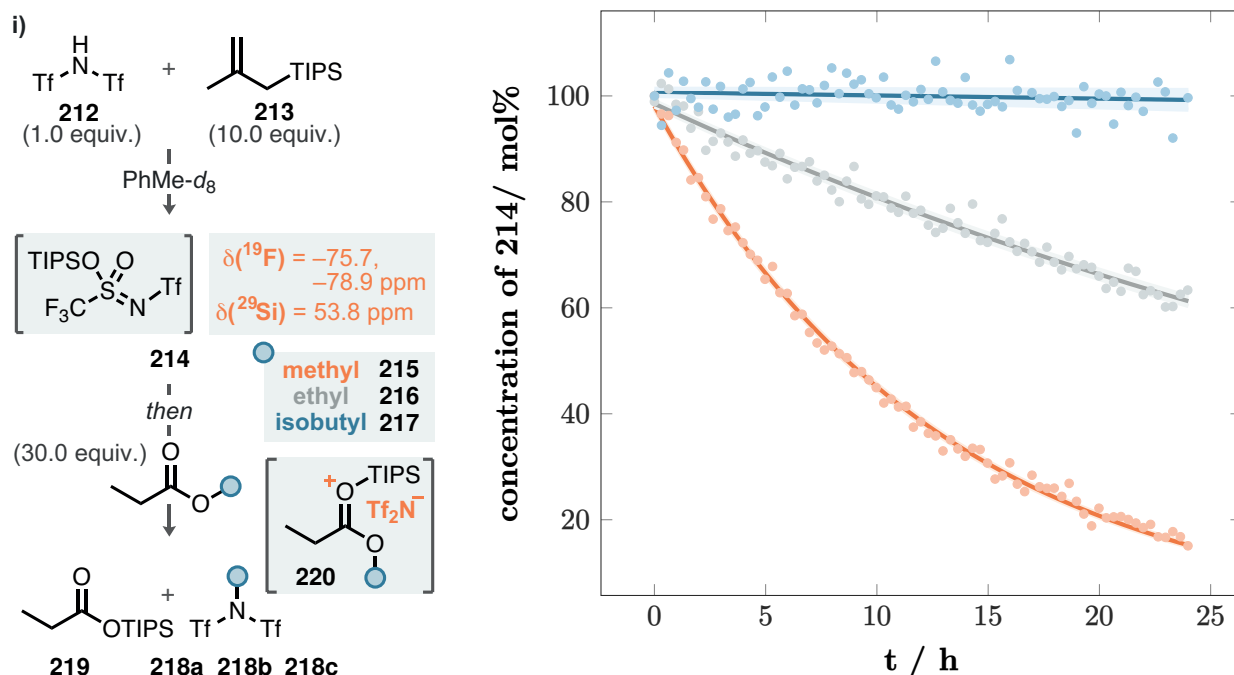 i)
H
N
Tf Tf
+
TIPS
212
213
(1.0 equiv.)
(10.0 equiv.)
PhMe-d8
TIPSO O
S
F3C N
Tf
δ(19F) = –75.7,
–78.9 ppm
δ(29Si) = 53.8 ppm
214
methyl 215
ethyl 216
isobutyl 217
then
(30.0 equiv.)
O
O
+
TIPS
O
Tf2N–
O
220
O
OTIPS
+
N
Tf Tf
219 218a 218b 218c
concentration of 214/ mol%
100
80
60
40
20
0 5 10 15 20 25
t / h